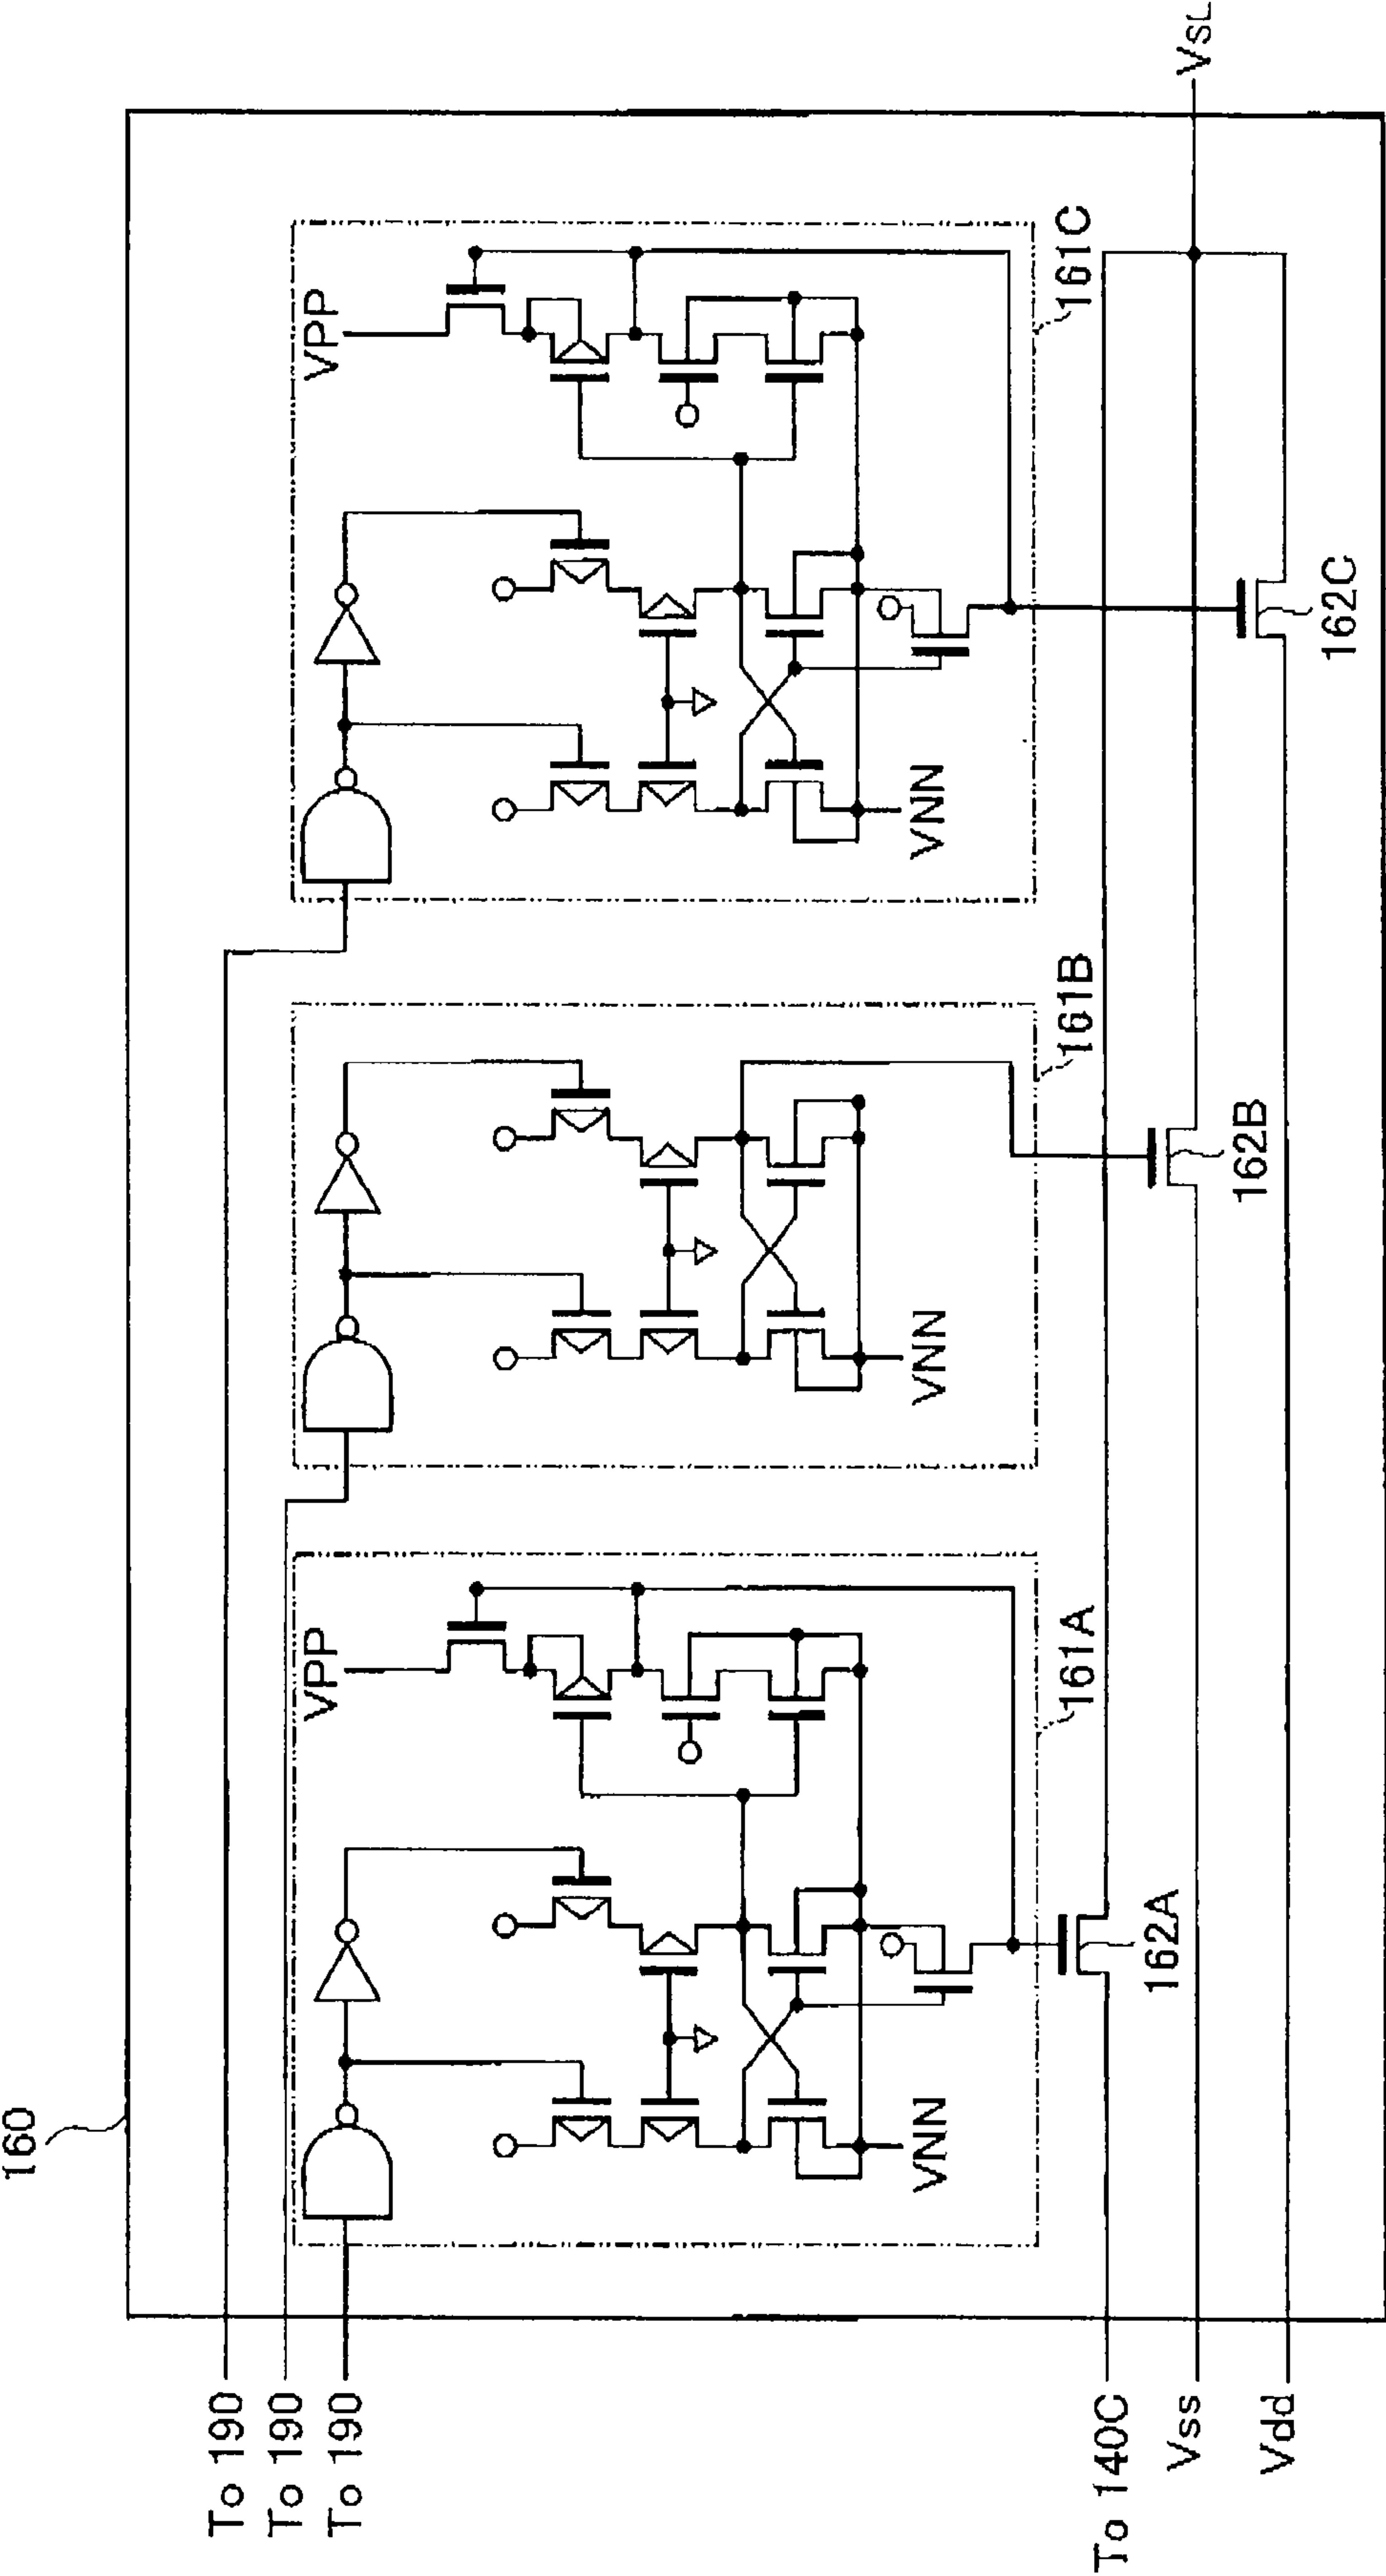 160
To 190
To 190
To 190
VPP
VNN
161A
VNN
161B
VPP
VNN
161C
To 140C
162A
Vss
162B
VSL
Vdd
162C